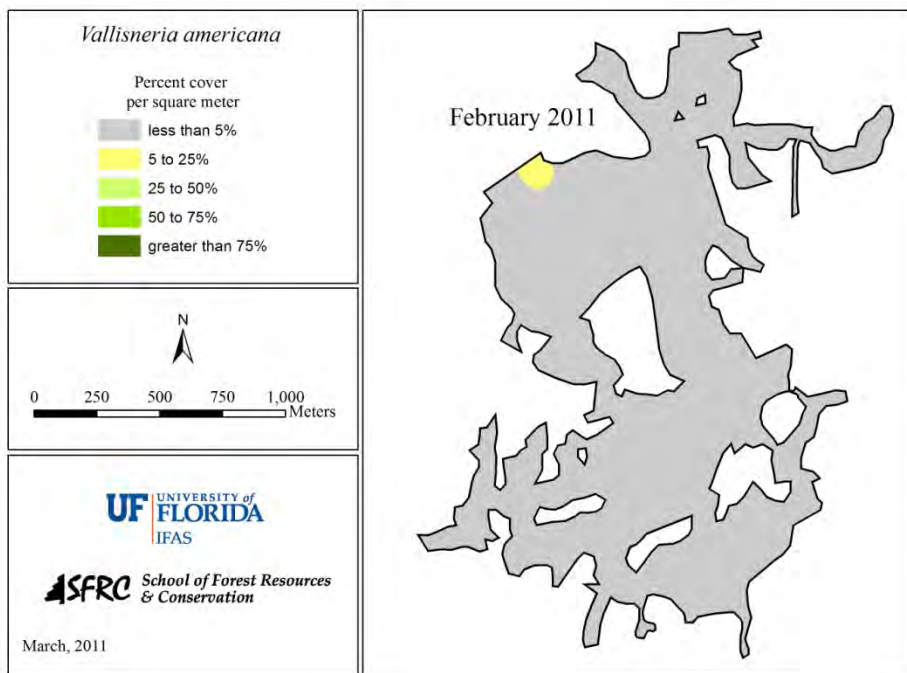 Vallisneria americana
Percent cover
per square meter
less than 5%
5 to 25%
25 to 50%
50 to 75%
greater than 75%
N
0 250 500 750 1,000
Meters
UF UNIVERSITY of
FLORIDA
IFAS
SFRC School of Forest Resources
& Conservation
March, 2011
February 2011